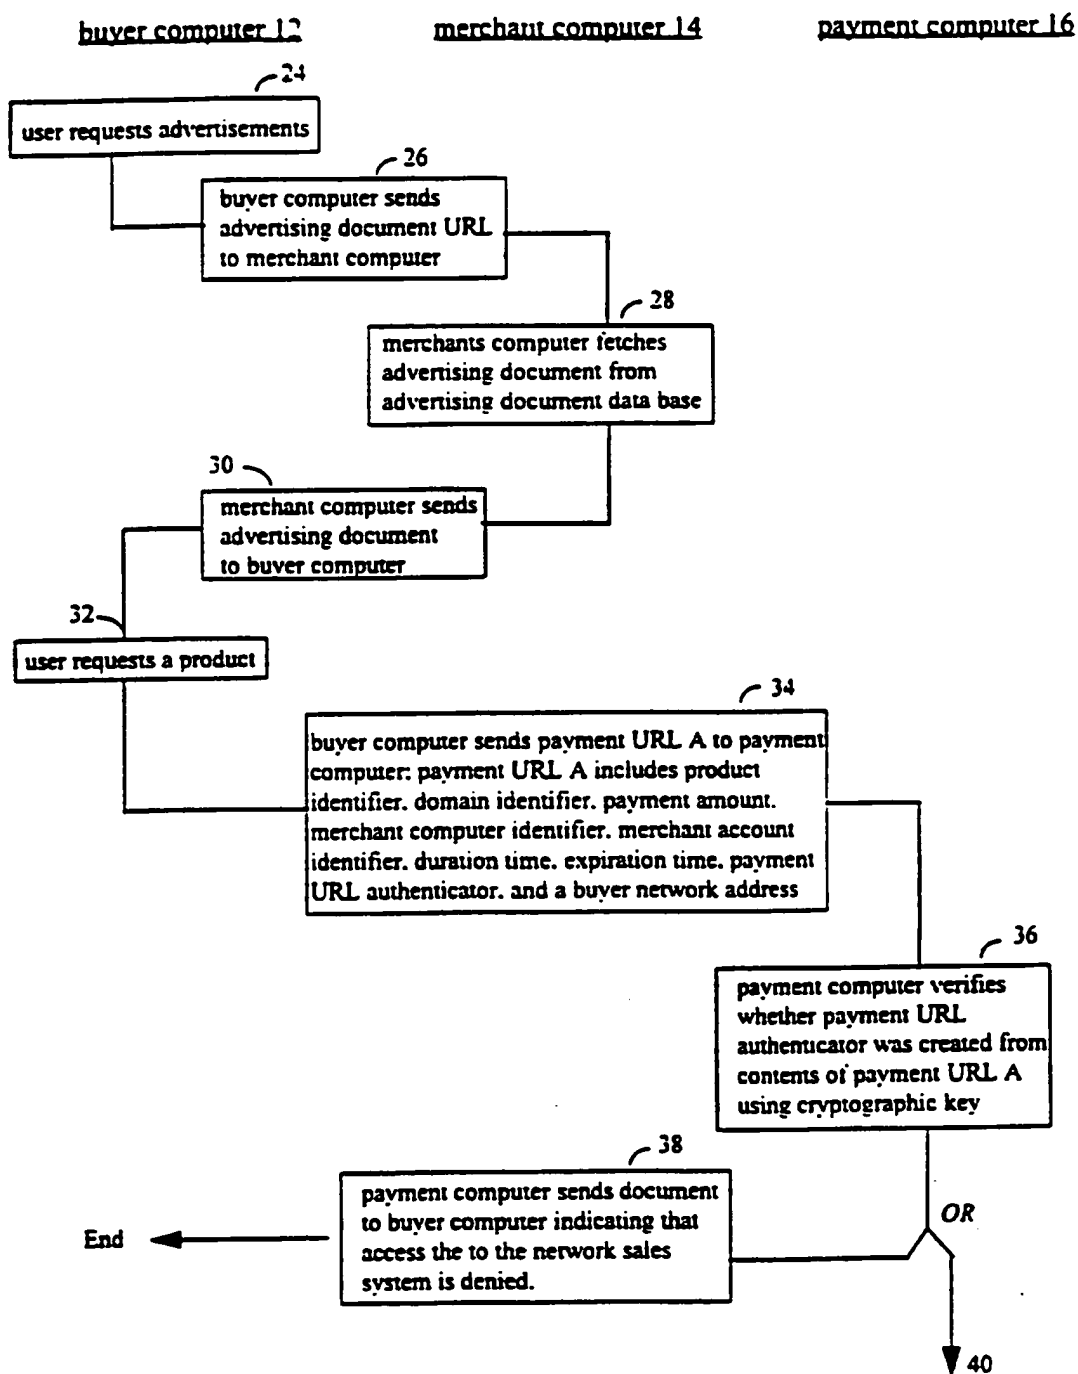 buyer computer 12
merchant computer 14
payment computer 16
24
user requests advertisements
26
buyer computer sends
advertising document URL
to merchant computer
28
merchants computer fetches
advertising document from
advertising document data base
30
merchant computer sends
advertising document
to buyer computer
32
user requests a product
34
buyer computer sends payment URL A to payment
computer: payment URL A includes product
identifier. domain identifier. payment amount.
merchant computer identifier. merchant account
identifier. duration time. expiration time. payment
URL authenticator. and a buyer network address
36
payment computer verifies
whether payment URL
authenticator was created from
contents of payment URL A
using cryptographic key
38
payment computer sends document
to buyer computer indicating that
access the to the network sales
system is denied.
OR
End
40